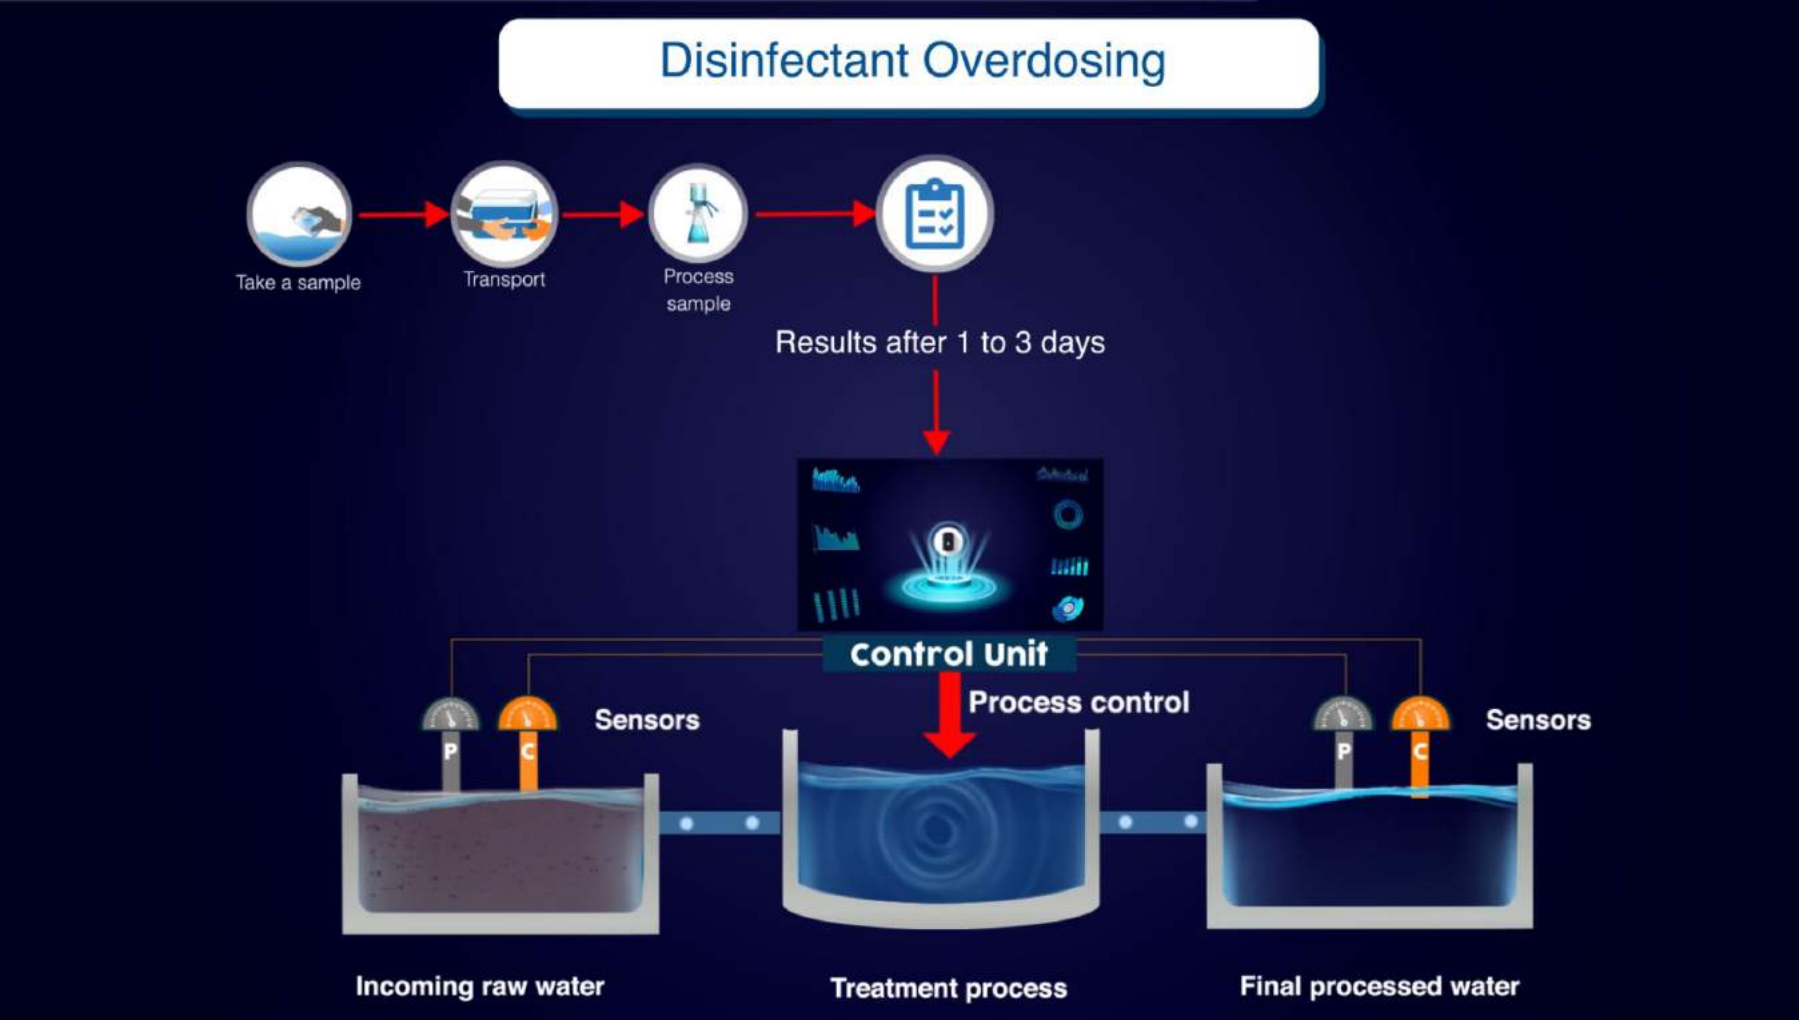 Disinfectant Overdosing
Take a sample
Transport
Process
sample
Results after 1 to 3 days
Control Unit
Process control
P
C
Sensors
P
C
Sensors
Incoming raw water
Treatment process
Final processed water